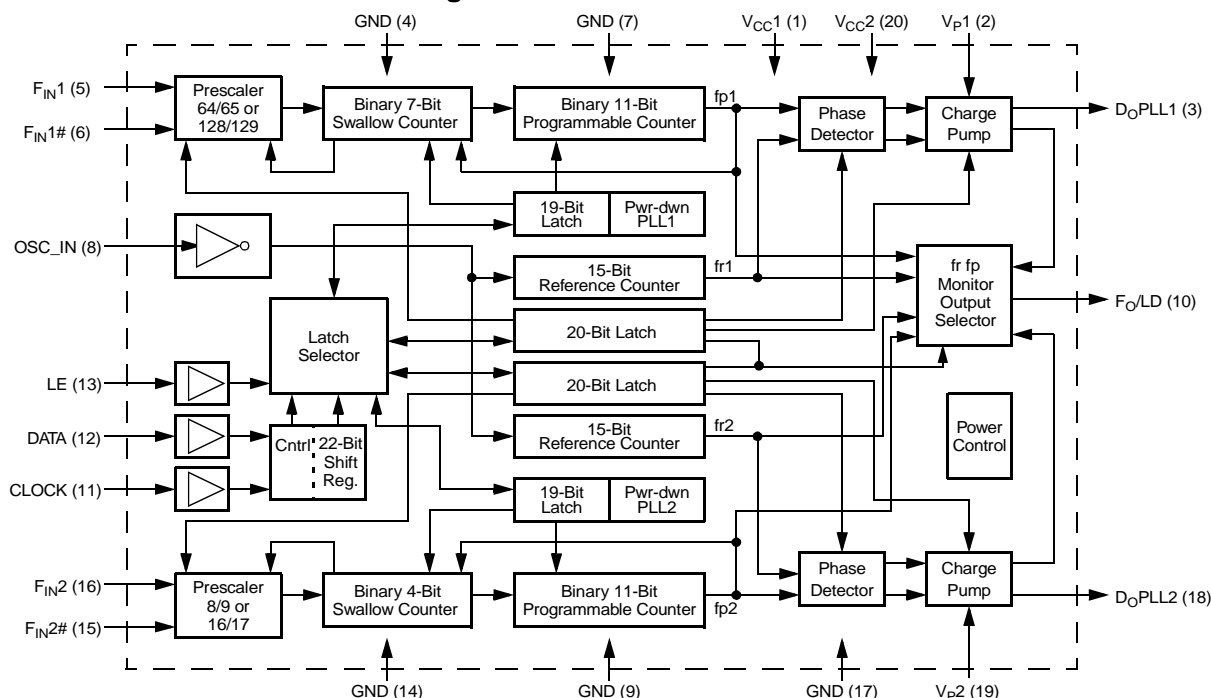 GND (4)
GND (7)
VCC1 (1)
VCC2 (20)
VP1 (2)
FIN1 (5)
FIN1# (6)
Prescaler
64/65 or
128/129
Binary 7-Bit
Swallow Counter
Binary 11-Bit
Programmable Counter
fp1
Phase
Detector
Charge
Pump
DOPLL1 (3)
19-Bit
Latch
Pwr-dwn
PLL1
OSC_IN (8)
15-Bit
Reference Counter
fr1
fr fp
Monitor
Output
Selector
FO/LD (10)
Latch
Selector
20-Bit Latch
20-Bit Latch
LE (13)
DATA (12)
CLOCK (11)
Cntrl
22-Bit
Shift
Reg.
15-Bit
Reference Counter
fr2
Power
Control
19-Bit
Latch
Pwr-dwn
PLL2
FIN2 (16)
FIN2# (15)
Prescaler
8/9 or
16/17
Binary 4-Bit
Swallow Counter
Binary 11-Bit
Programmable Counter
fp2
Phase
Detector
Charge
Pump
DOPLL2 (18)
GND (14)
GND (9)
GND (17)
VP2 (19)